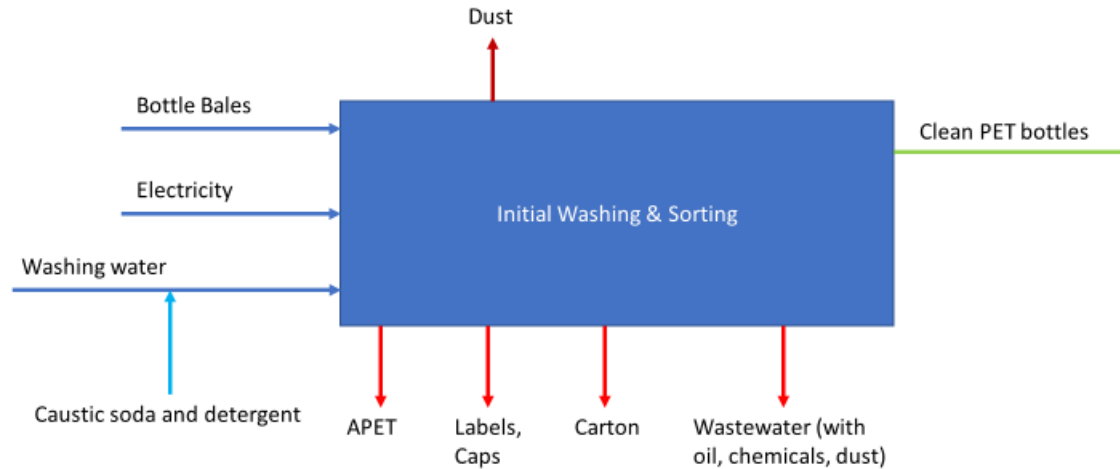 Dust
Bottle Bales
Clean PET bottles
Electricity
Initial Washing & Sorting
Washing water
Caustic soda and detergent
APET
Labels,
Caps
Carton
Wastewater (with
oil, chemicals, dust)